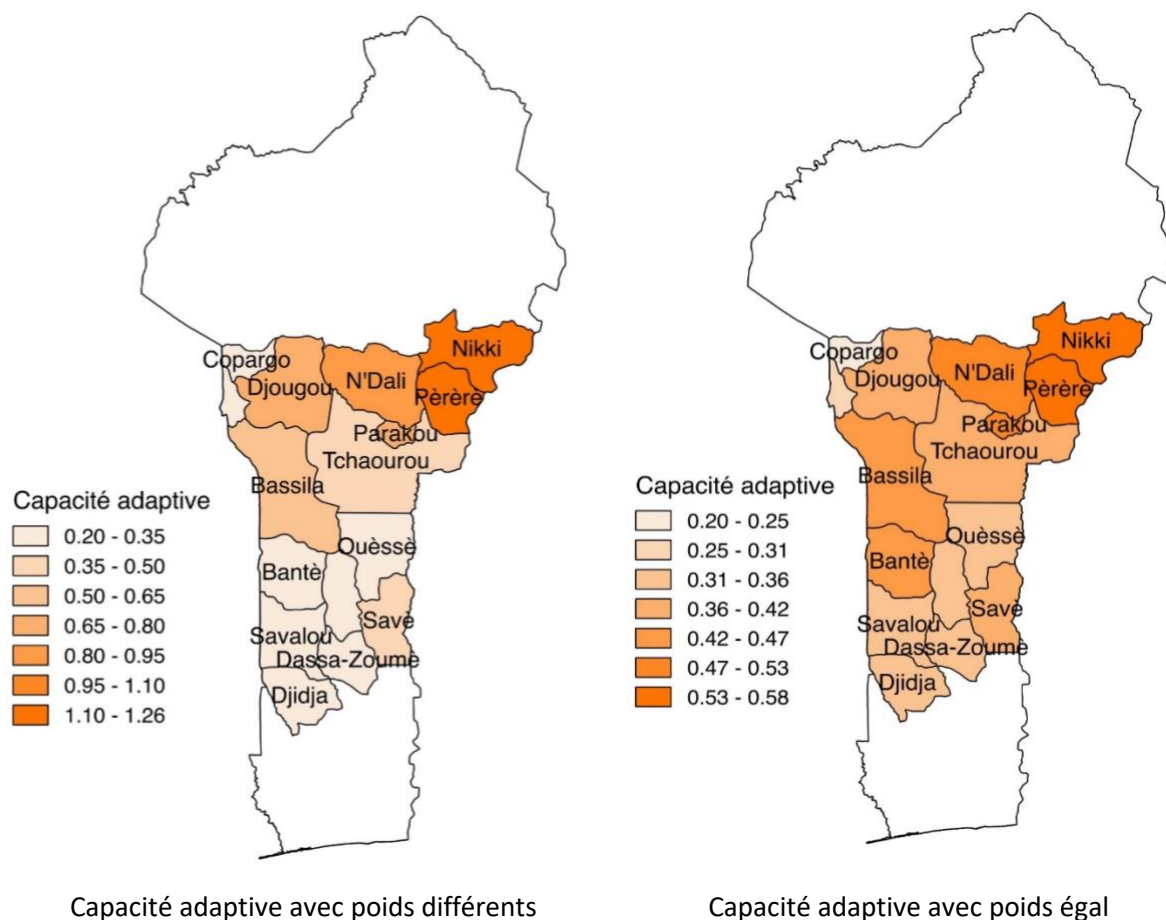 Copargo
Djougou
N'Dali
Nikki
Pèrère
Parakou
Tchaourou
Bassila
Ouèssè
Bantè
Savè
Savalou
Dassa-Zoumè
Djidja
Capacité adaptive
0.20 - 0.35
0.35 - 0.50
0.50 - 0.65
0.65 - 0.80
0.80 - 0.95
0.95 - 1.10
1.10 - 1.26
Capacité adaptive avec poids différents
Copargo
Djougou
N'Dali
Nikki
Pèrère
Parakou
Tchaourou
Bassila
Ouèssè
Bantè
Savè
Savalou
Dassa-Zoumè
Djidja
Capacité adaptive
0.20 - 0.25
0.25 - 0.31
0.31 - 0.36
0.36 - 0.42
0.42 - 0.47
0.47 - 0.53
0.53 - 0.58
Capacité adaptive avec poids égal